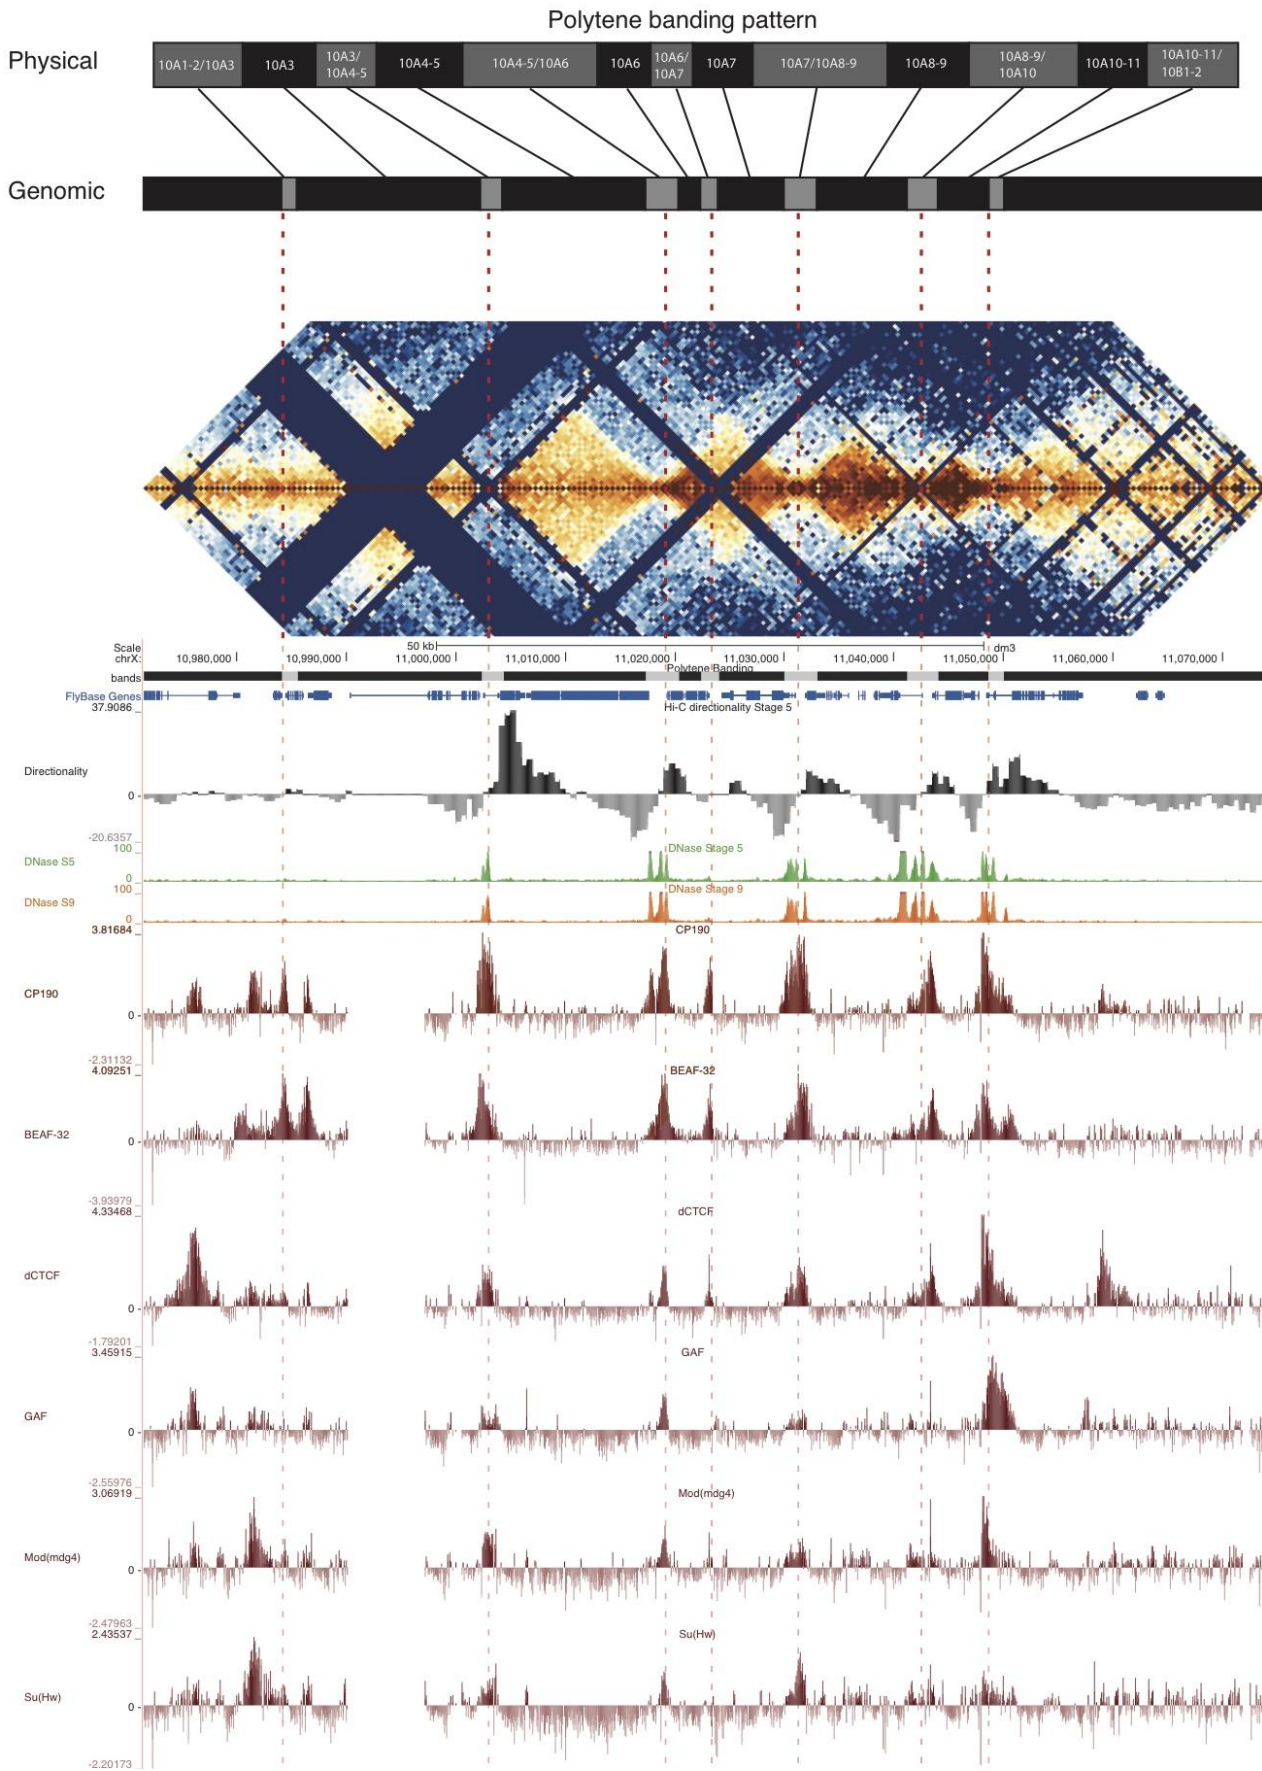 Polytene banding pattern
Physical
10A1-2/10A3
10A3
10A3/
10A4-5
10A4-5
10A4-5/10A6
10A6
10A6/
10A7
10A7
10A7/10A8-9
10A8-9
10A8-9/
10A10
10A10-11
10A10-11/
10B1-2
Genomic
Scale
50 kb
dm3
chrX:
10,980,000
10,990,000
11,000,000
11,010,000
11,020,000
11,030,000
11,040,000
11,050,000
11,060,000
11,070,000
Polytene Banding
bands
FlyBase Genes
37.9086
Hi-C directionality Stage 5
Directionality
0
-20.6357
100
DNase Stage 5
DNase S5
0
100
DNase Stage 9
DNase S9
0
3.81684
CP190
CP190
0
-2.31132
4.09251
BEAF-32
BEAF-32
0
-3.93979
4.33468
dCTCF
dCTCF
0
-1.79201
3.45915
GAF
GAF
0
-2.55976
3.06919
Mod(mdg4)
Mod(mdg4)
0
-2.47963
2.43537
Su(Hw)
Su(Hw)
0
-2.20173